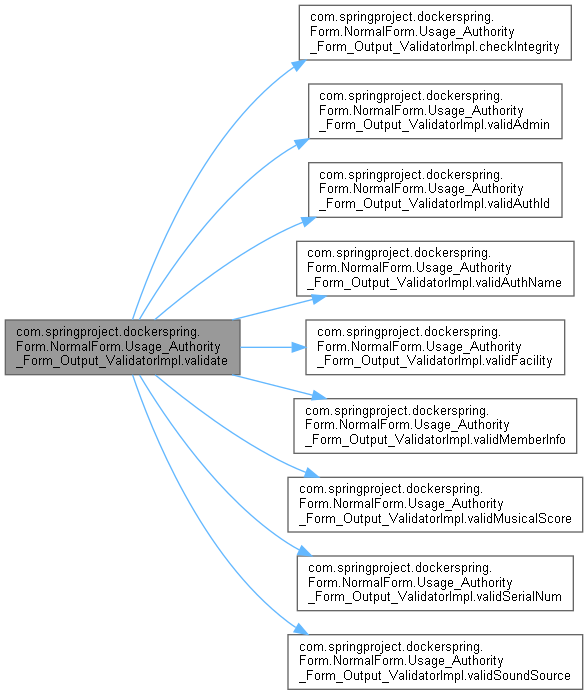 com.springproject.dockerspring.
Form.NormalForm.Usage_Authority
_Form_Output_ValidatorImpl.checkIntegrity
com.springproject.dockerspring.
Form.NormalForm.Usage_Authority
_Form_Output_ValidatorImpl.validAdmin
com.springproject.dockerspring.
Form.NormalForm.Usage_Authority
_Form_Output_ValidatorImpl.validAuthId
com.springproject.dockerspring.
Form.NormalForm.Usage_Authority
_Form_Output_ValidatorImpl.validAuthName
com.springproject.dockerspring.
Form.NormalForm.Usage_Authority
_Form_Output_ValidatorImpl.validate
com.springproject.dockerspring.
Form.NormalForm.Usage_Authority
_Form_Output_ValidatorImpl.validFacility
com.springproject.dockerspring.
Form.NormalForm.Usage_Authority
_Form_Output_ValidatorImpl.validMemberInfo
com.springproject.dockerspring.
Form.NormalForm.Usage_Authority
_Form_Output_ValidatorImpl.validMusicalScore
com.springproject.dockerspring.
Form.NormalForm.Usage_Authority
_Form_Output_ValidatorImpl.validSerialNum
com.springproject.dockerspring.
Form.NormalForm.Usage_Authority
_Form_Output_ValidatorImpl.validSoundSource